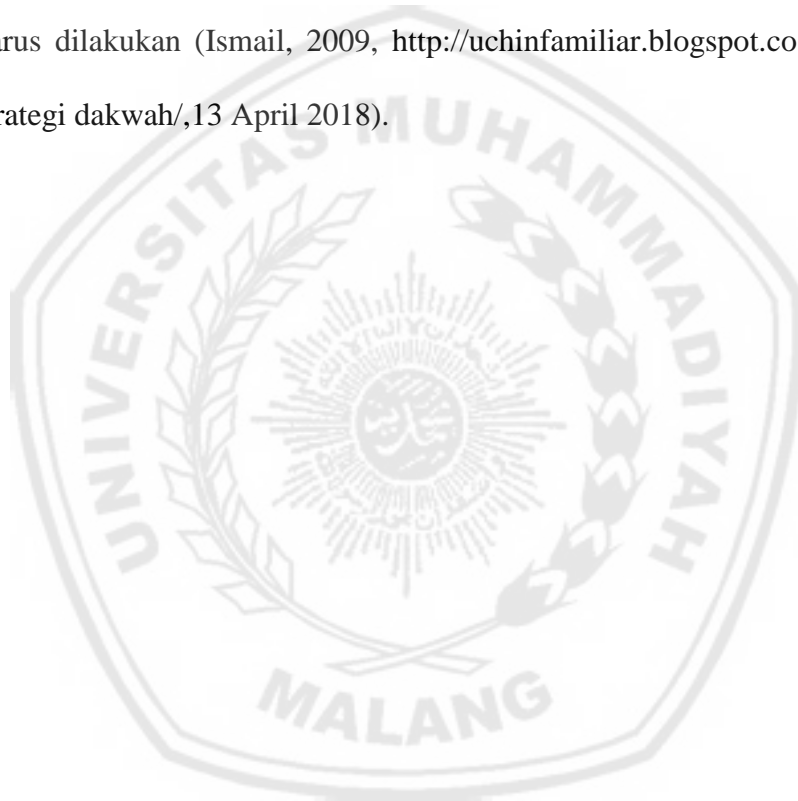 arus dilakukan (Ismail, 2009, http://uchinfamiliar.blogspot.co
rategi dakwah/,13 April 2018).
UNIVERSITAS MUHAMMADIYAH
MALANG